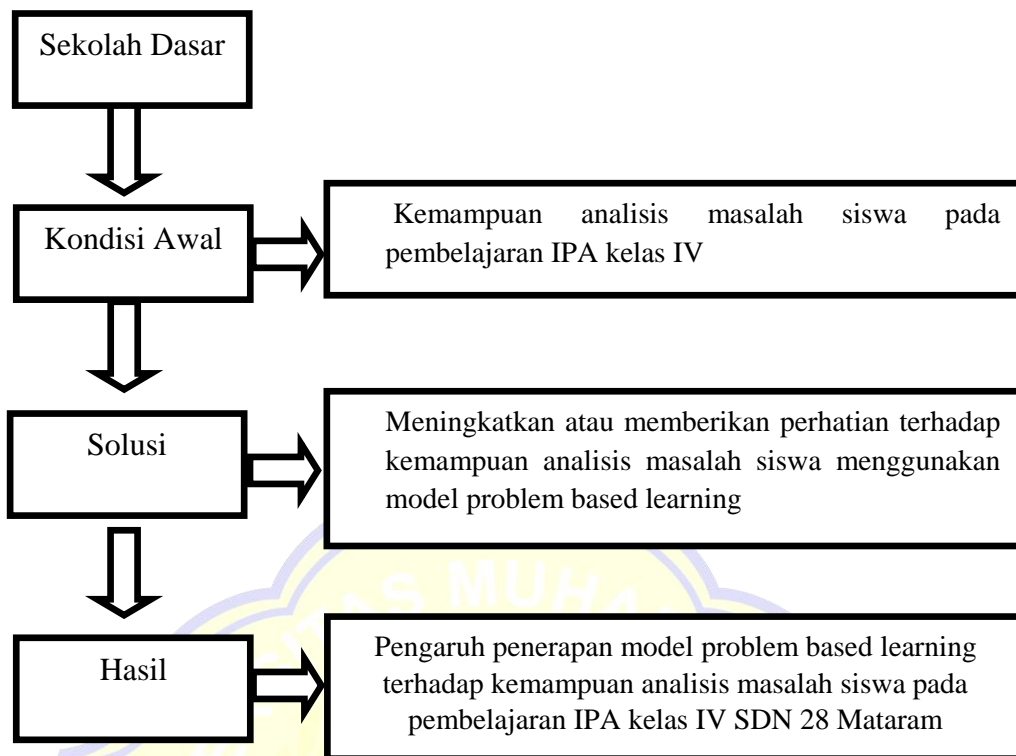 Sekolah Dasar
Kondisi Awal
Kemampuan analisis masalah siswa pada
pembelajaran IPA kelas IV
Solusi
Meningkatkan atau memberikan perhatian terhadap
kemampuan analisis masalah siswa menggunakan
model problem based learning
Hasil
Pengaruh penerapan model problem based learning
terhadap kemampuan analisis masalah siswa pada
pembelajaran IPA kelas IV SDN 28 Mataram